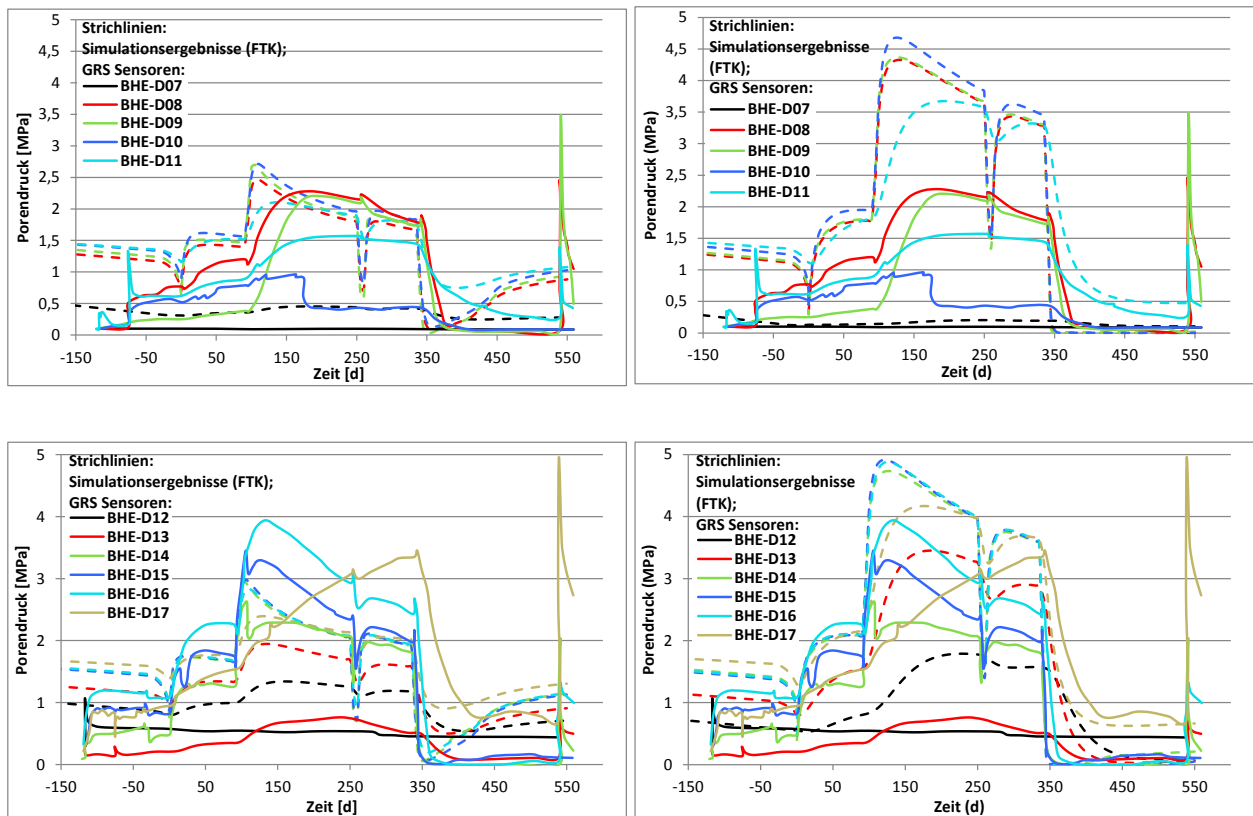 Strichlinien:
Simulationsergebnisse (FTK);
GRS Sensoren:
BHE-D07
BHE-D08
BHE-D09
BHE-D10
BHE-D11
Porendruck [MPa]
5
4,5
4
3,5
3
2,5
2
1,5
1
0,5
0
-150 -50 50 150 250 350 450 550
Zeit [d]
Strichlinien:
Simulationsergebnisse
(FTK);
GRS Sensoren:
BHE-D07
BHE-D08
BHE-D09
BHE-D10
BHE-D11
Porendruck (MPa)
5
4,5
4
3,5
3
2,5
2
1,5
1
0,5
0
-150 -50 50 150 250 350 450 550
Zeit (d)
Strichlinien:
Simulationsergebnisse (FTK);
GRS Sensoren:
BHE-D12
BHE-D13
BHE-D14
BHE-D15
BHE-D16
BHE-D17
Porendruck [MPa]
5
4
3
2
1
0
-150 -50 50 150 250 350 450 550
Zeit [d]
Strichlinien:
Simulationsergebnisse
(FTK);
GRS Sensoren:
BHE-D12
BHE-D13
BHE-D14
BHE-D15
BHE-D16
BHE-D17
Porendruck (MPa)
5
4
3
2
1
0
-150 -50 50 150 250 350 450 550
Zeit (d)